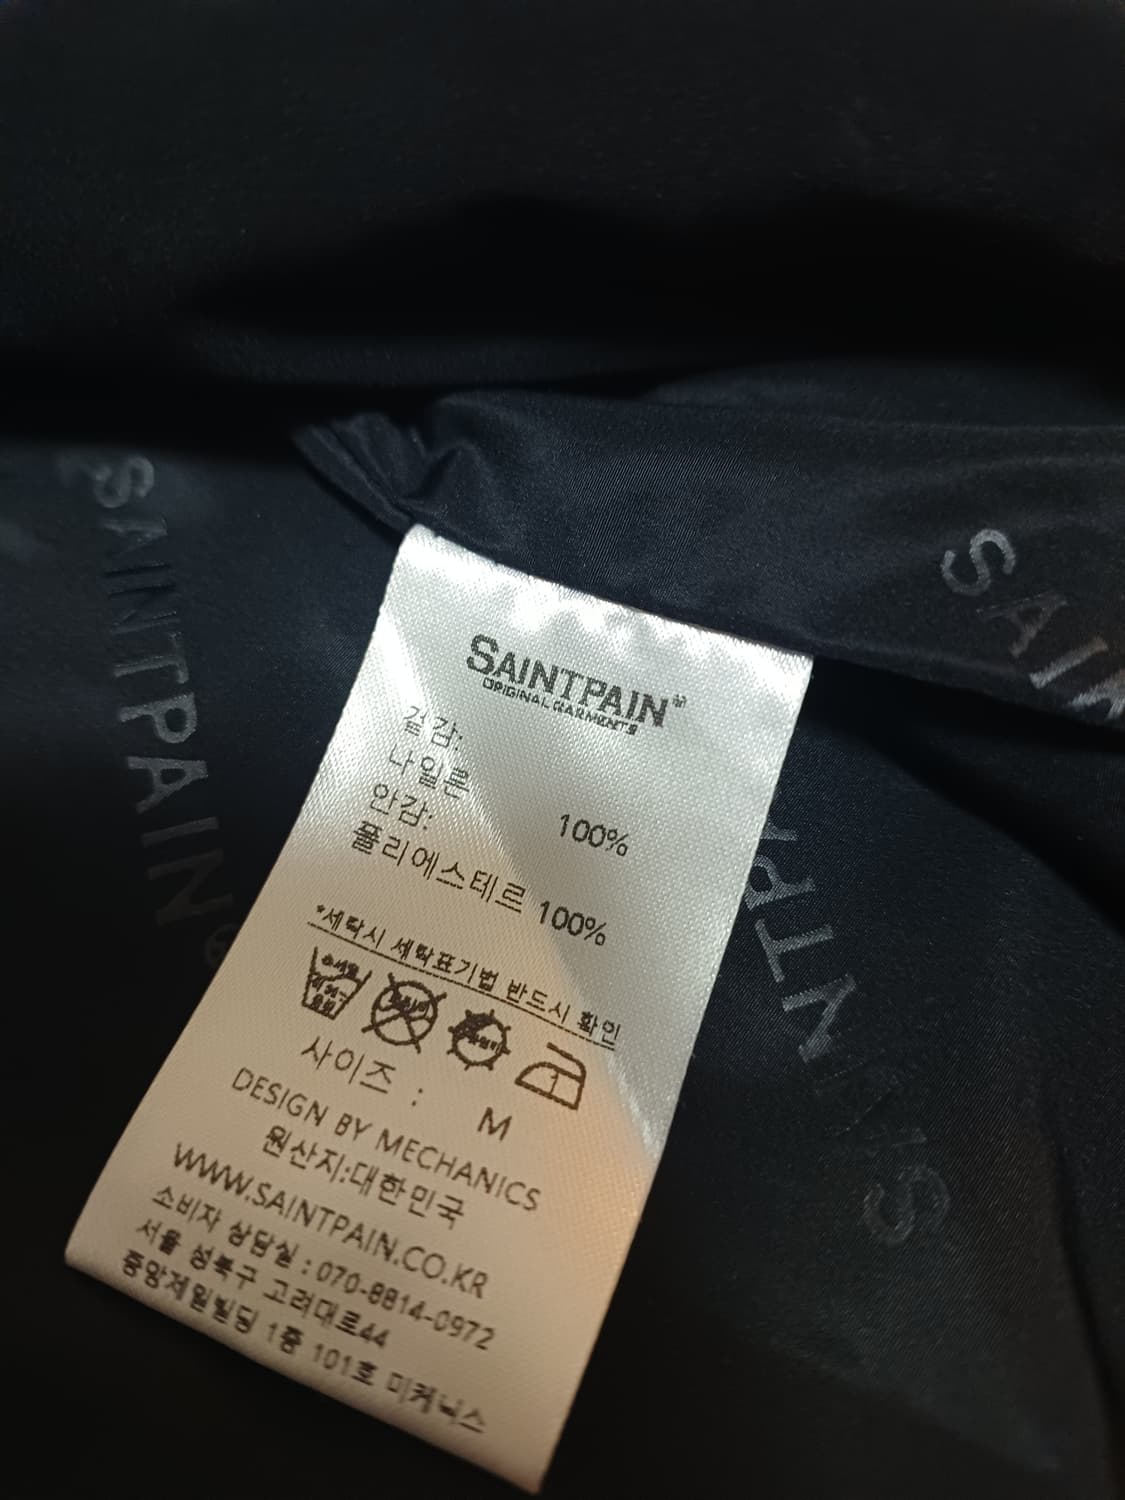 SAINTPAIN
ORIGINAL GARMENTS
겉감:
나일론 100%
안감:
폴리에스테르 100%
*세탁시 세탁표기법 반드시 확인
사이즈 : M
DESIGN BY MECHANICS
원산지:대한민국
WWW.SAINTPAIN.CO.KR
소비자 상담실 : 070-8814-0972
서울 성북구 고려대로44
중앙제일빌딩 1층 101호 미케닉스
SAINTPAIN
SAIN
SAINTPA